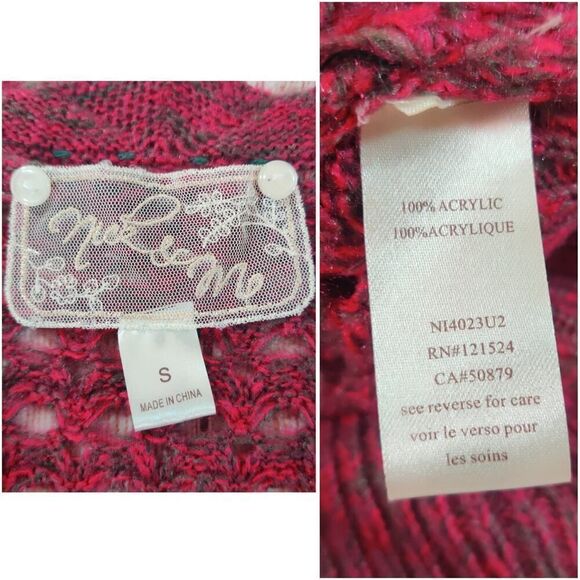 Nick & Mo
S
MADE IN CHINA
100% ACRYLIC
100% ACRYLIQUE
NI4023U2
RN#121524
CA#50879
see reverse for care
voir le verso pour
les soins